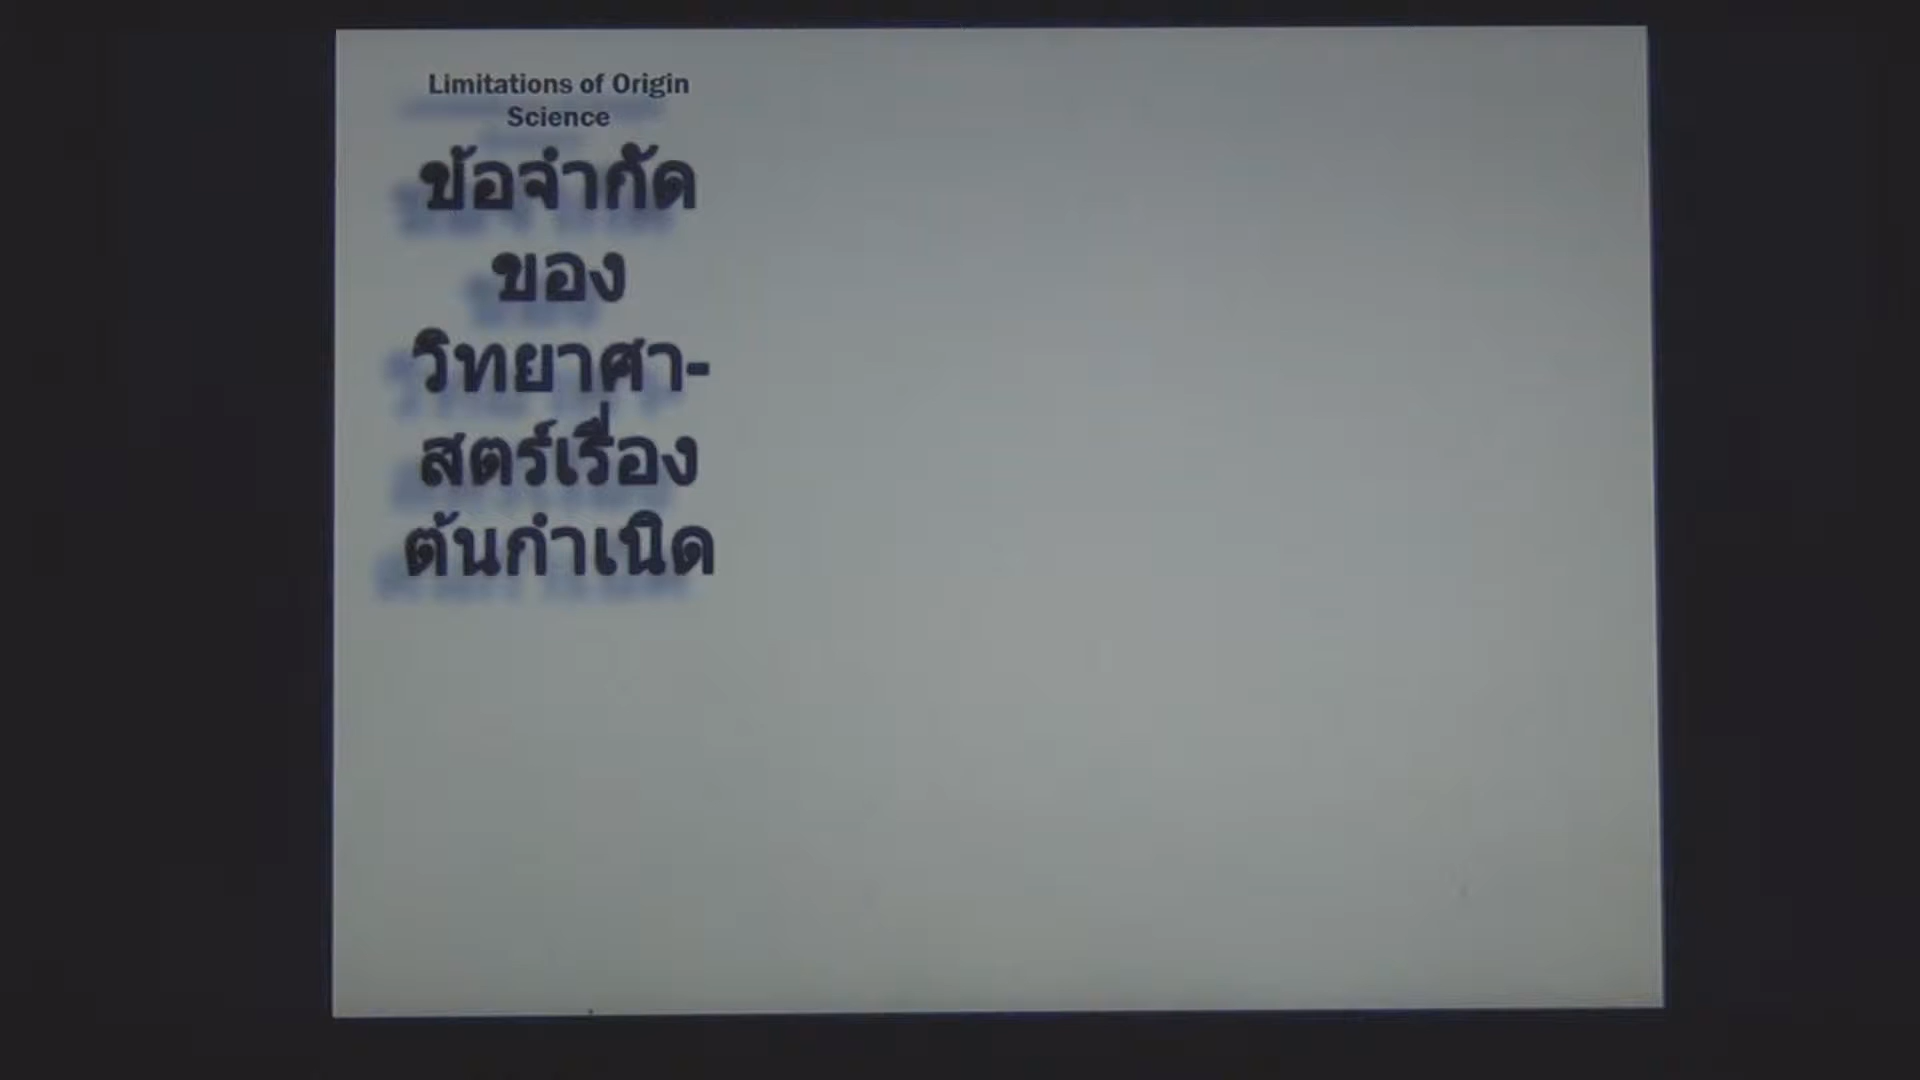 Limitations of Origin
Science
ข้อจำกัด
ของ
วิทยาศา-
สตร์เรื่อง
ต้นกำเนิด